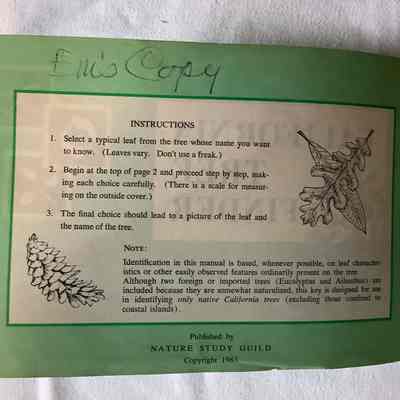 Em's Copy
INSTRUCTIONS
1. Select a typical leaf from the tree whose name you want
to know. (Leaves vary. Don't use a freak.)
2. Begin at the top of page 2 and proceed step by step, mak-
ing each choice carefully. (There is a scale for measur-
ing on the outside cover.)
3. The final choice should lead to a picture of the leaf and
the name of the tree.
NOTE:
Identification in this manual is based, whenever possible, on leaf character-
istics or other easily observed features ordinarily present on the tree.
Although two foreign or imported trees (Eucalyptus and Ailanthus) are
included because they are somewhat naturalized, this key is designed for use
in identifying only native California trees (excluding those confined to
coastal islands).
Published by
NATURE STUDY GUILD
Copyright 1963